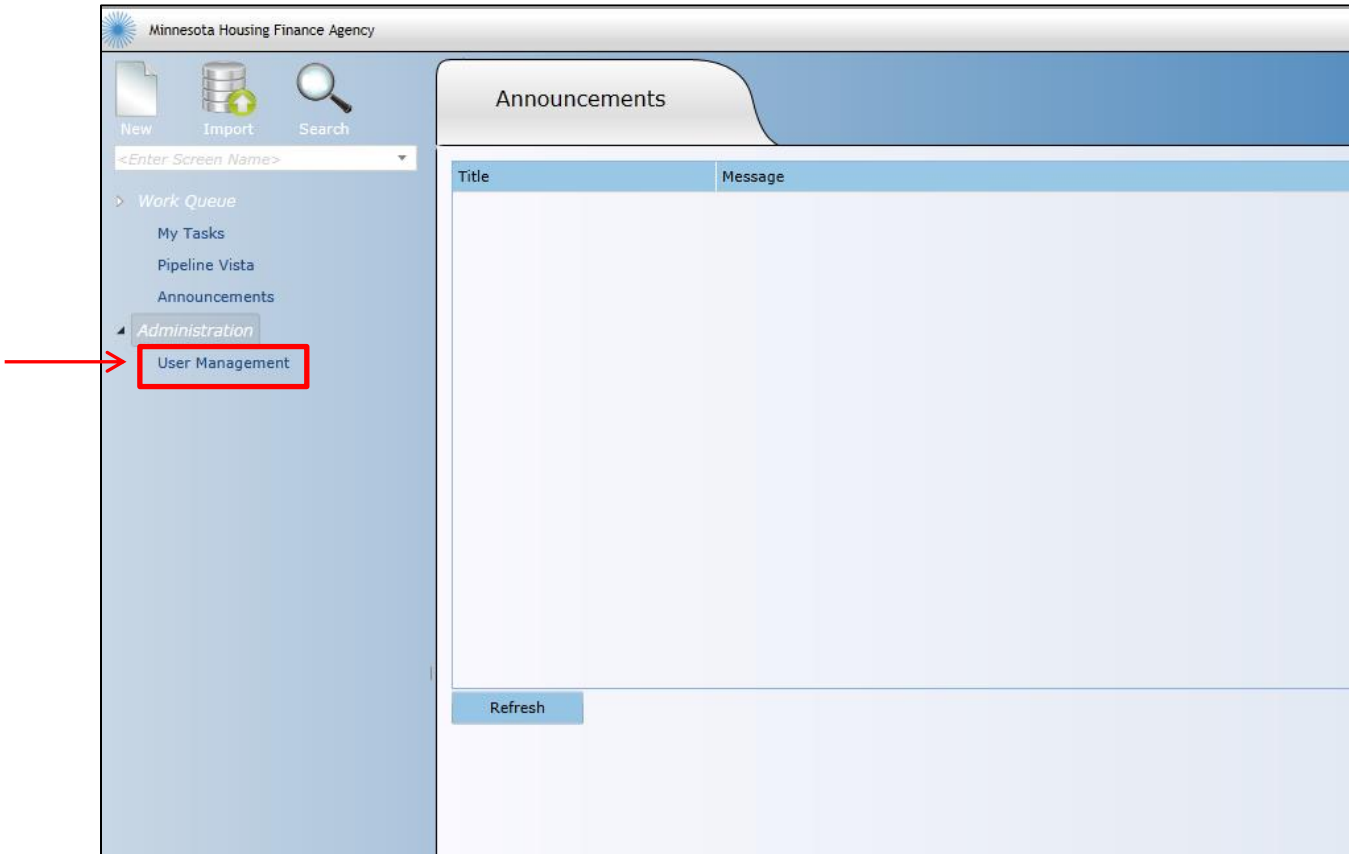 Minnesota Housing Finance Agency
New Import Search
<Enter Screen Name>
Work Queue
My Tasks
Pipeline Vista
Announcements
Administration
User Management
Announcements
Title Message
Refresh